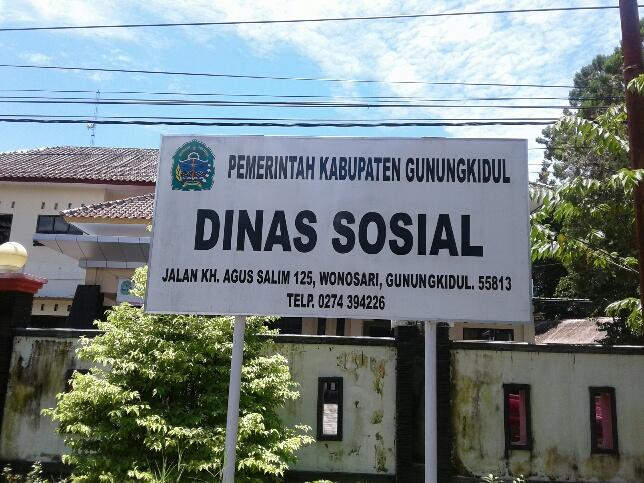 PEMERINTAH KABUPATEN GUNUNGKIDUL
DINAS SOSIAL
JALAN KH. AGUS SALIM 125, WONOSARI, GUNUNGKIDUL. 55813
TELP. 0274 394226